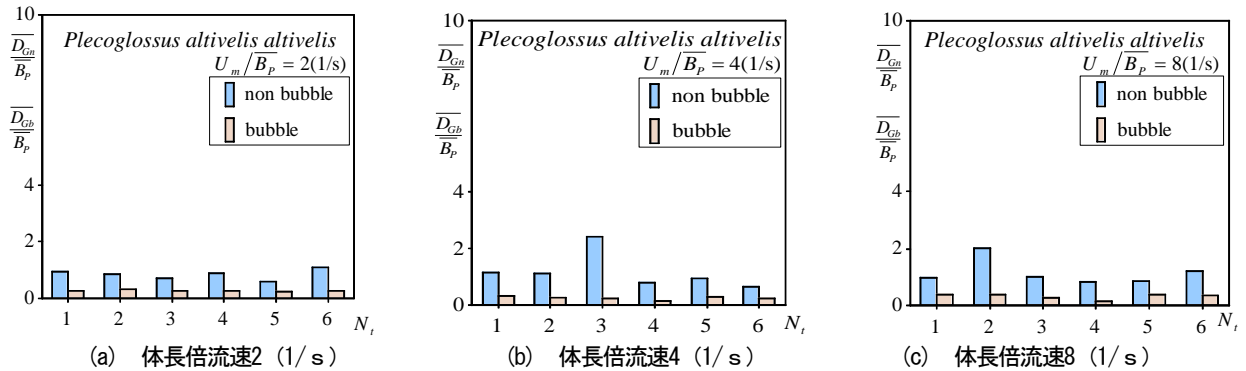 10
Plecoglossus altivelis altivelis
U_m/B_P = 2(1/s)
D_Gn
B_P
D_Gb
B_P
non bubble
bubble
4
2
0
1 2 3 4 5 6 N_t
(a) 体長倍流速2 (1/s)
10
Plecoglossus altivelis altivelis
U_m/B_P = 4(1/s)
D_Gn
B_P
D_Gb
B_P
non bubble
bubble
4
2
0
1 2 3 4 5 6 N_t
(b) 体長倍流速4 (1/s)
10
Plecoglossus altivelis altivelis
U_m/B_P = 8(1/s)
D_Gn
B_P
D_Gb
B_P
non bubble
bubble
4
2
0
1 2 3 4 5 6 N_t
(c) 体長倍流速8 (1/s)